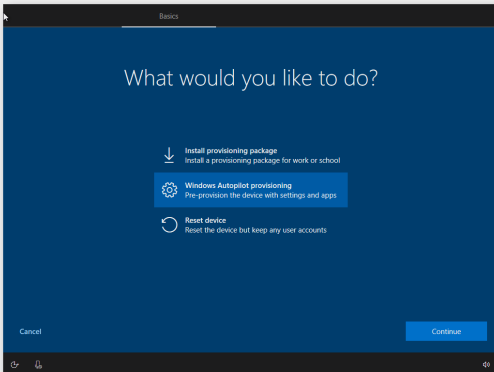 Basics
What would you like to do?
Install provisioning package
Install a provisioning package for work or school
Windows Autopilot provisioning
Pre-provision the device with settings and apps
Reset device
Reset the device but keep any user accounts
Cancel
Continue